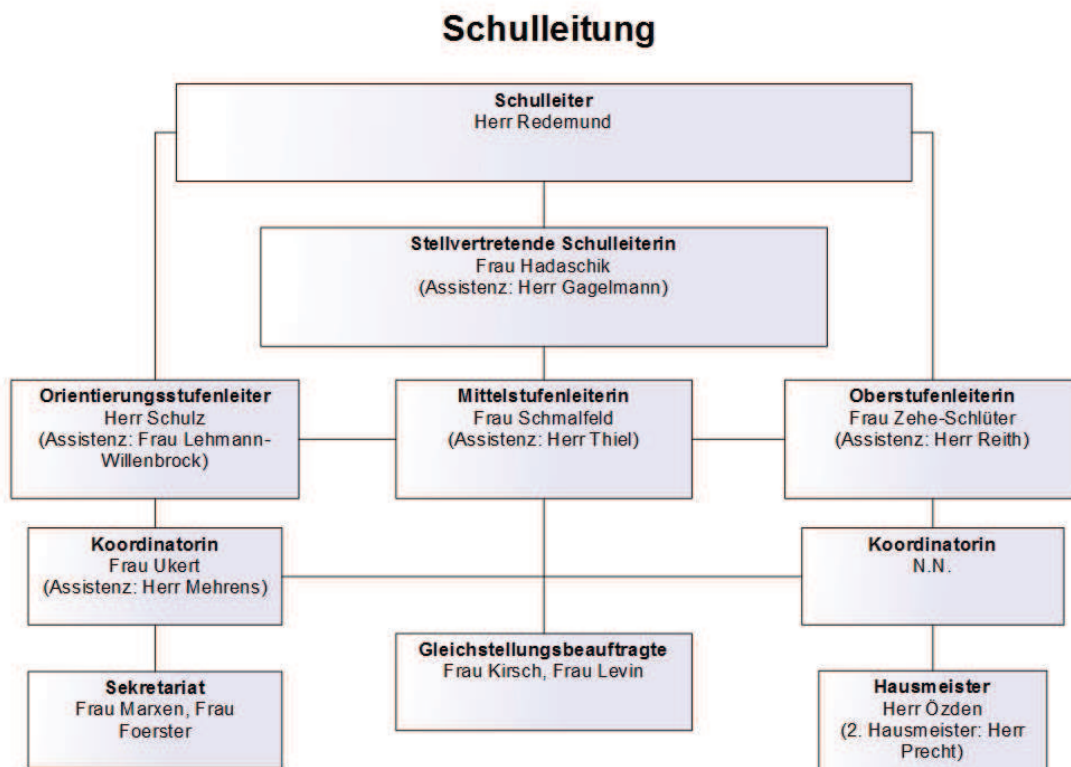 Schulleitung
Schulleiter
Herr Redemund
Stellvertretende Schulleiterin
Frau Hadaschik
(Assistenz: Herr Gagelmann)
Orientierungsstufenleiter
Herr Schulz
(Assistenz: Frau Lehmann-
Willenbrock)
Mittelstufenleiterin
Frau Schmalfeld
(Assistenz: Herr Thiel)
Oberstufenleiterin
Frau Zehe-Schlüter
(Assistenz: Herr Reith)
Koordinatorin
Frau Ukert
(Assistenz: Herr Mehrens)
Koordinatorin
N.N.
Gleichstellungsbeauftragte
Frau Kirsch, Frau Levin
Sekretariat
Frau Marxen, Frau
Foerster
Hausmeister
Herr Özden
(2. Hausmeister: Herr
Precht)